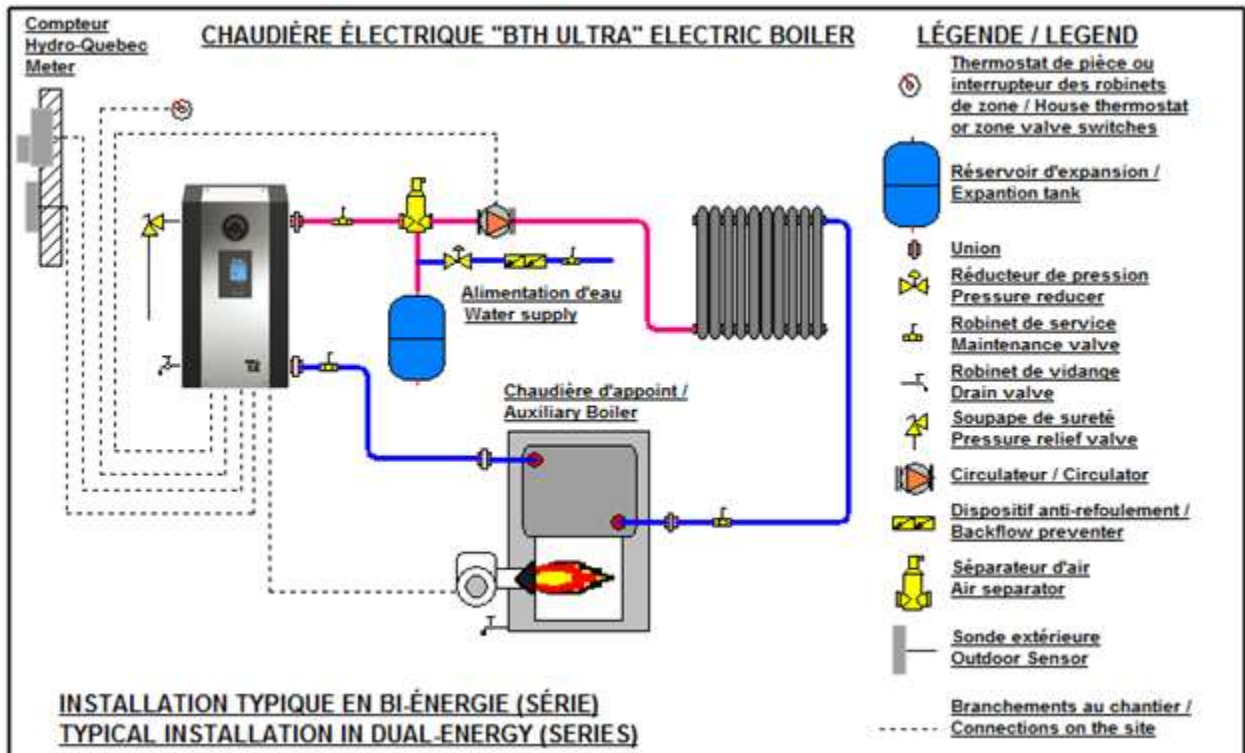 Compteur
Hydro-Quebec
Meter
CHAUDIÈRE ÉLECTRIQUE "BTH ULTRA" ELECTRIC BOILER
Alimentation d'eau
Water supply
Chaudière d'appoint /
Auxiliary Boiler
INSTALLATION TYPIQUE EN BI-ÉNERGIE (SÉRIE)
TYPICAL INSTALLATION IN DUAL-ENERGY (SERIES)
LÉGENDE / LEGEND
Thermostat de pièce ou
interrupteur des robinets
de zone / House thermostat
or zone valve switches
Réservoir d'expansion /
Expantion tank
Union
Réducteur de pression
Pressure reducer
Robinet de service
Maintenance valve
Robinet de vidange
Drain valve
Soupape de sureté
Pressure relief valve
Circulateur / Circulator
Dispositif anti-refoulement /
Backflow preventer
Séparateur d'air
Air separator
Sonde extérieure
Outdoor Sensor
Branchements au chantier /
Connections on the site